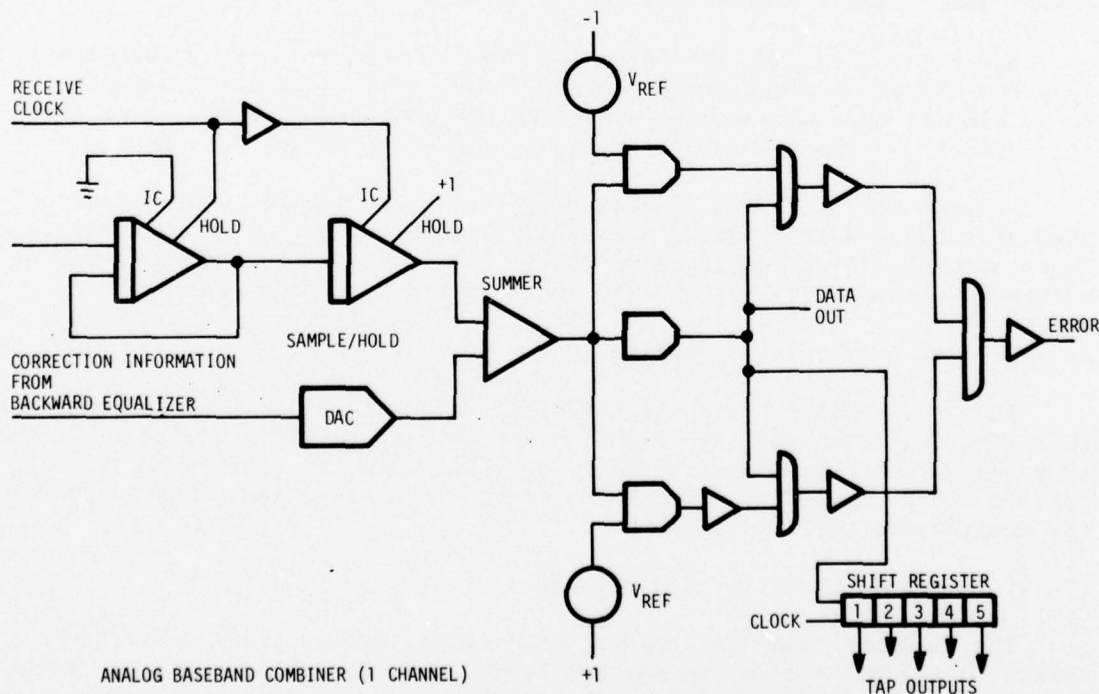 -1
V REF
RECEIVE
CLOCK
+1
IC
IC
HOLD
HOLD
SUMMER
DATA
OUT
ERROR
SAMPLE/HOLD
CORRECTION INFORMATION
FROM
BACKWARD EQUALIZER
DAC
V REF
SHIFT REGISTER
CLOCK
1 2 3 4 5
ANALOG BASEBAND COMBINER (1 CHANNEL)
+1
TAP OUTPUTS